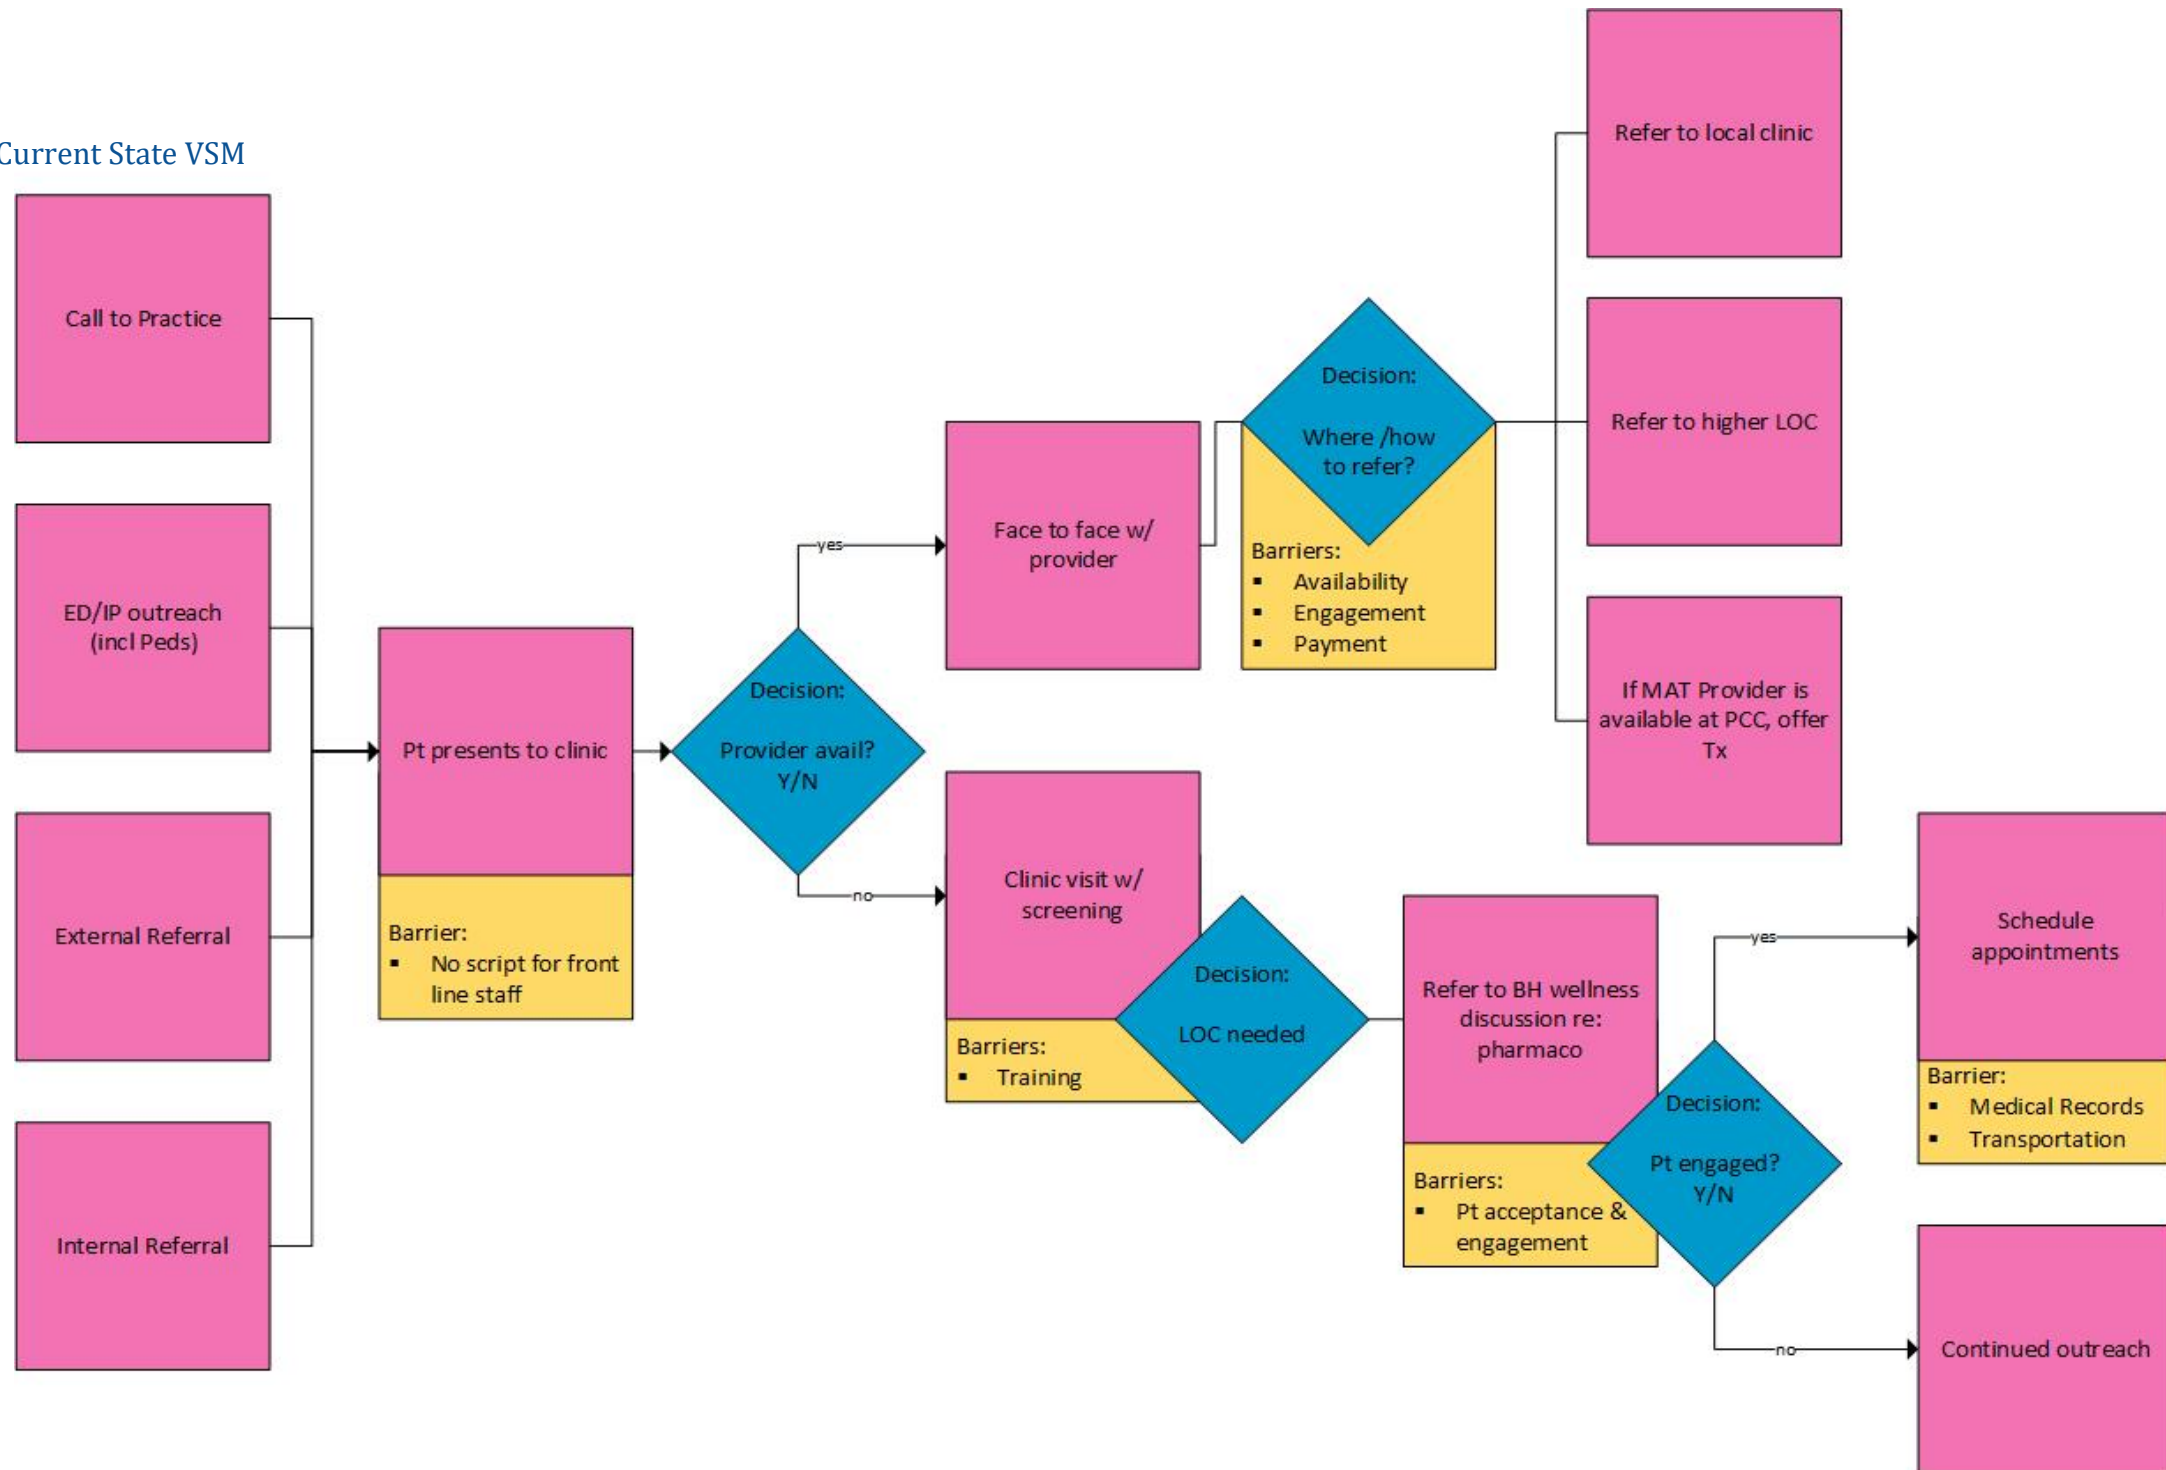 Current State VSM
Call to Practice
ED/IP outreach
(incl Peds)
External Referral
Internal Referral
Pt presents to clinic
Barrier:
▪ No script for front
line staff
Decision:
Provider avail?
Y/N
yes
no
Face to face w/
provider
Decision:
Where /how
to refer?
Barriers:
▪ Availability
▪ Engagement
▪ Payment
Refer to local clinic
Refer to higher LOC
If MAT Provider is
available at PCC, offer
Tx
Clinic visit w/
screening
Barriers:
▪ Training
Decision:
LOC needed
Refer to BH wellness
discussion re:
pharmaco
Barriers:
▪ Pt acceptance &
engagement
Decision:
Pt engaged?
Y/N
yes
no
Schedule
appointments
Barrier:
▪ Medical Records
▪ Transportation
Continued outreach